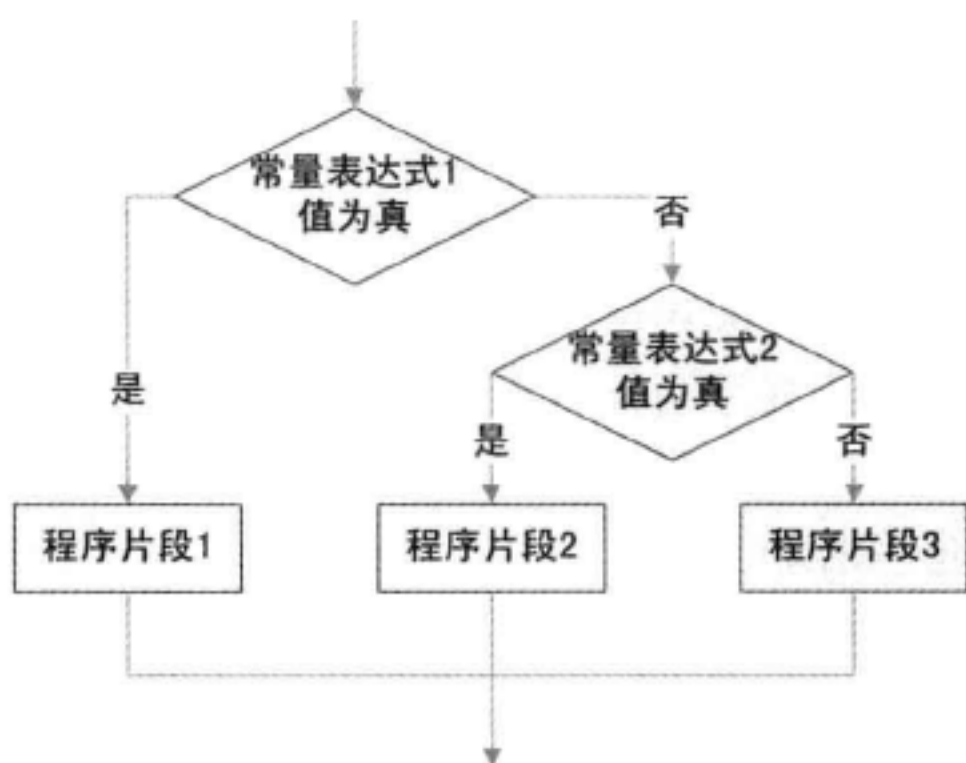 常量表达式1
值为真
否
常量表达式2
值为真
是
是
否
程序片段1
程序片段2
程序片段3